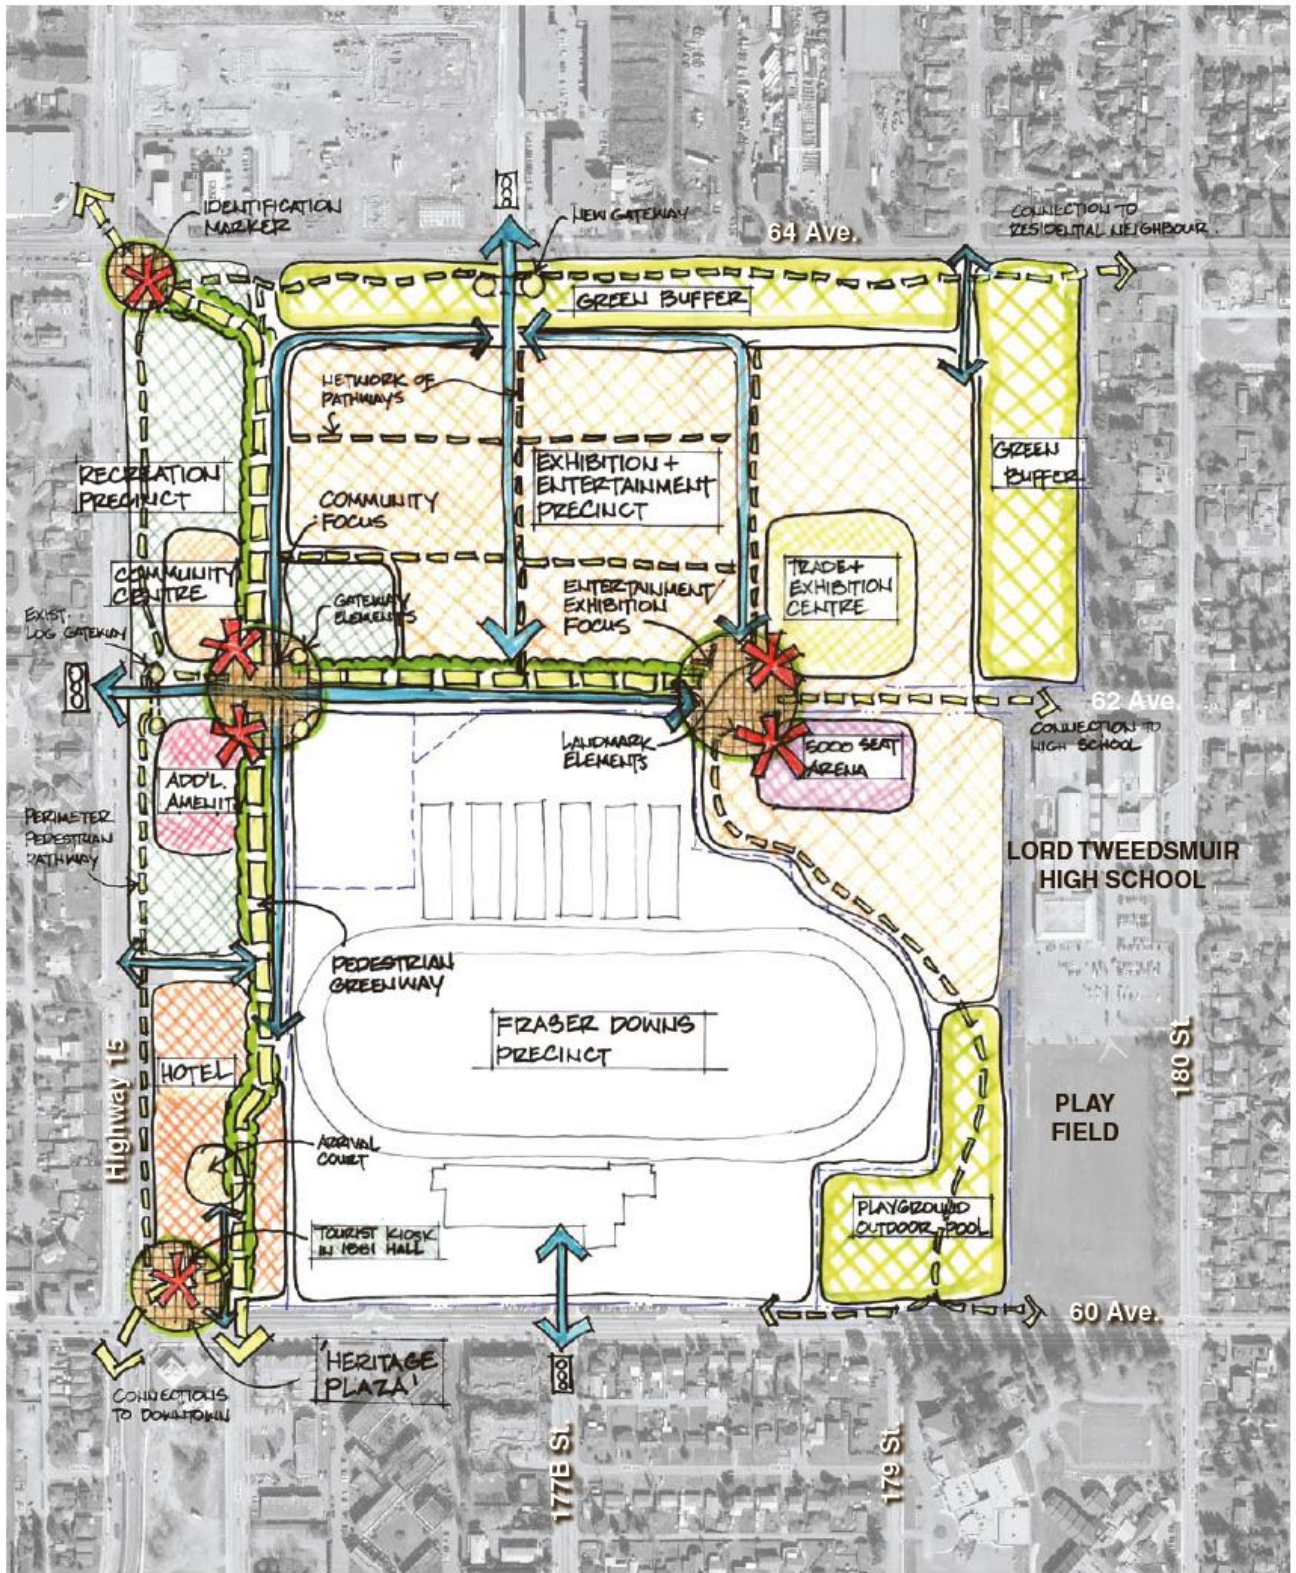 IDENTIFICATION
MARKER
NEW GATEWAY
64 Ave.
CONNECTION TO
RESIDENTIAL NEIGHBOUR.
GREEN BUFFER
NETWORK OF
PATHWAYS
RECREATION
PRECINCT
EXHIBITION +
ENTERTAINMENT
PRECINCT
GREEN
BUFFER
COMMUNITY
FOCUS
COMMUNITY
CENTRE
TRADE +
EXHIBITION
CENTRE
ENTERTAINMENT
EXHIBITION
FOCUS
GATEWAY
ELEMENTS
EXIST.
LOG GATEWAY
62 Ave.
CONNECTION TO
HIGH SCHOOL
LANDMARK
ELEMENTS
5000 SEAT
ARENA
ADD'L.
AMENIT
PERIMETER
PEDESTRIAN
PATHWAY
LORD TWEEDSMUIR
HIGH SCHOOL
PEDESTRIAN
GREENWAY
FRASER DOWNS
PRECINCT
HOTEL
Highway 15
180 St.
PLAY
FIELD
ARRIVAL
COURT
PLAYGROUND
OUTDOOR POOL
TOURIST KIOSK
IN 1881 HALL
60 Ave.
'HERITAGE
PLAZA'
CONNECTIONS
TO DOWNTOWN
177B St.
179 St.